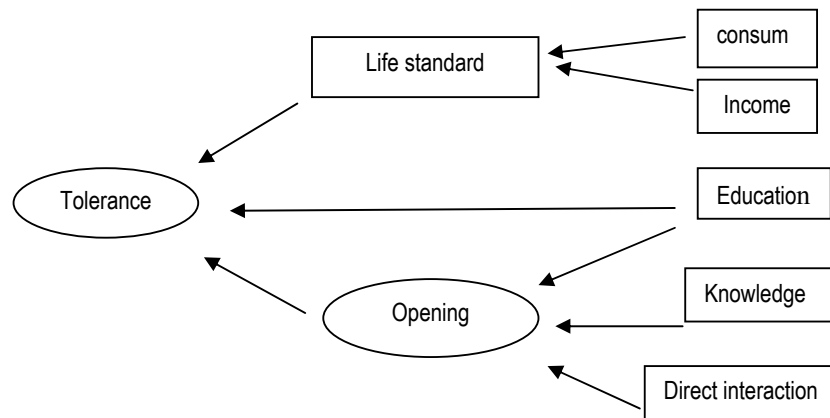 consum
Life standard
Income
Tolerance
Education
Knowledge
Opening
Direct interaction